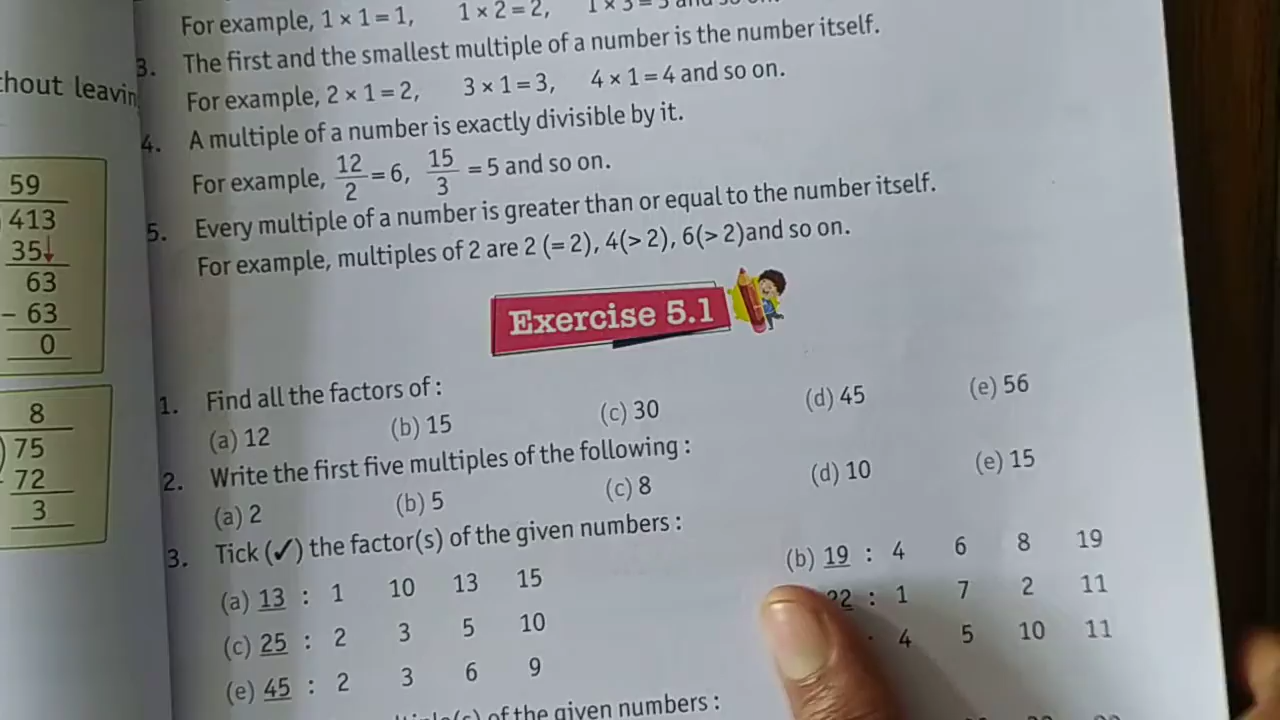 For example, 1 × 1 = 1, 1 × 2 = 2, 1 × 3 = 3 and so on.
3. The first and the smallest multiple of a number is the number itself.
For example, 2 × 1 = 2, 3 × 1 = 3, 4 × 1 = 4 and so on.
4. A multiple of a number is exactly divisible by it.
For example, 12/2 = 6, 15/3 = 5 and so on.
5. Every multiple of a number is greater than or equal to the number itself.
For example, multiples of 2 are 2 (= 2), 4(> 2), 6(> 2)and so on.
Exercise 5.1
1. Find all the factors of :
(a) 12 (b) 15 (c) 30 (d) 45 (e) 56
2. Write the first five multiples of the following :
(a) 2 (b) 5 (c) 8 (d) 10 (e) 15
3. Tick (✓) the factor(s) of the given numbers :
(a) 13 : 1 10 13 15 (b) 19 : 4 6 8 19
(c) 25 : 2 3 5 10 22 : 1 7 2 11
(e) 45 : 2 3 6 9 4 5 10 11
of the given numbers :
leaving
59
413
35↓
63
– 63
0
8
75
72
3